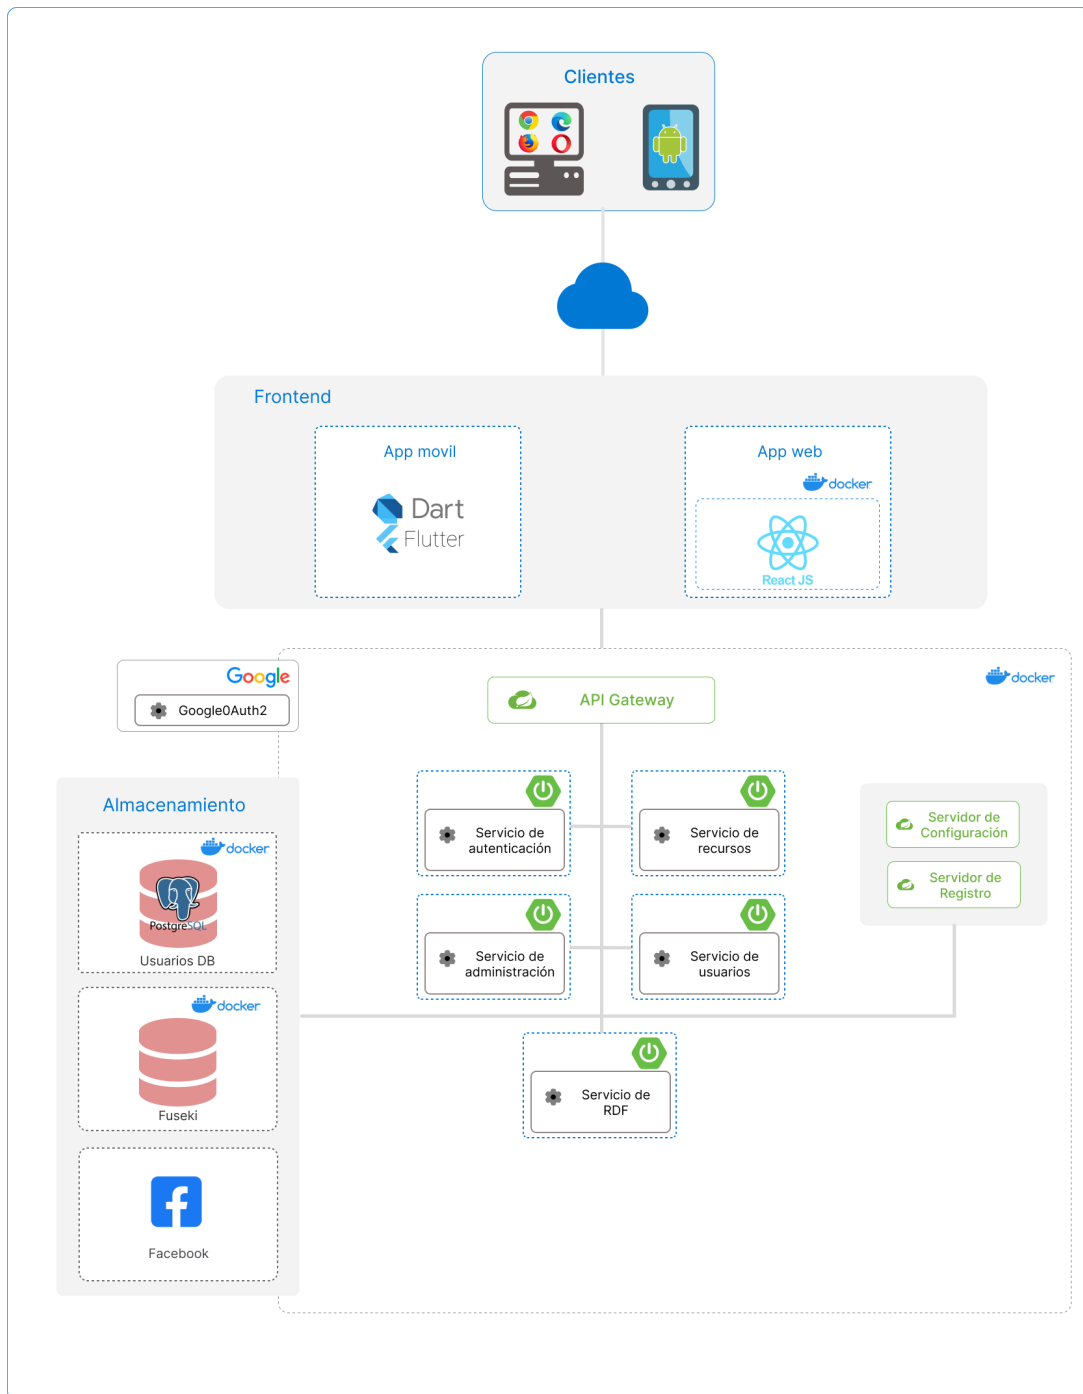 Clientes
Frontend
App movil
Dart
Flutter
App web
docker
React JS
Google
Google0Auth2
docker
API Gateway
Almacenamiento
docker
PostgreSQL
Usuarios DB
docker
Fuseki
Facebook
Servicio de
autenticación
Servicio de
recursos
Servicio de
administración
Servicio de
usuarios
Servicio de
RDF
Servidor de
Configuración
Servidor de
Registro